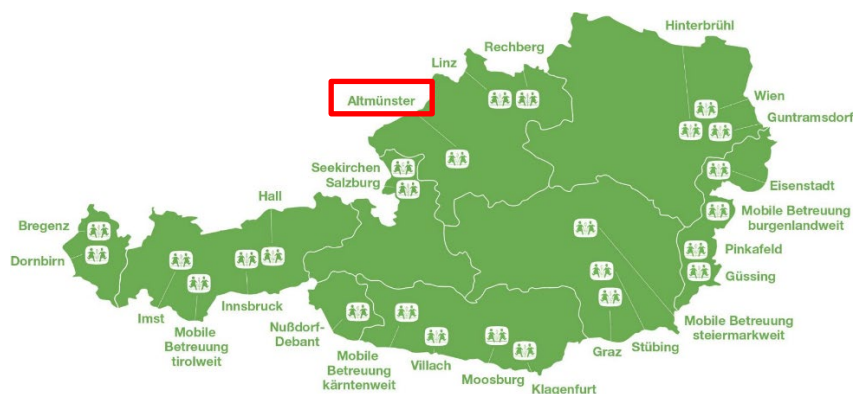 Hinterbrühl
Rechberg
Linz
Altmünster
Wien
Guntramsdorf
Seekirchen
Salzburg
Eisenstadt
Hall
Bregenz
Mobile Betreuung
burgenlandweit
Dornbirn
Pinkafeld
Güssing
Imst
Innsbruck
Mobile
Betreuung
tirolweit
Nußdorf-
Debant
Mobile
Betreuung
kärntenweit
Villach
Moosburg
Klagenfurt
Graz
Stübing
Mobile Betreuung
steiermarkweit